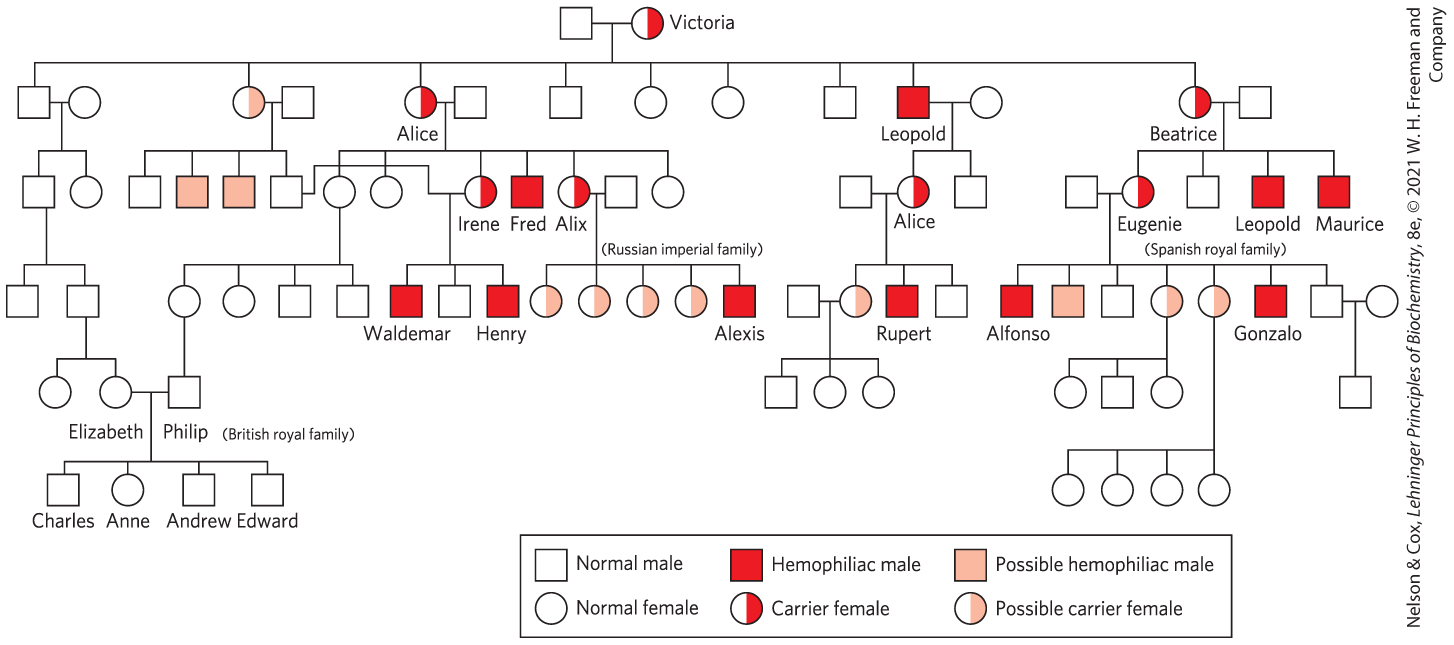 Victoria
Alice
Leopold
Beatrice
Irene Fred Alix
Alice
Eugenie
Leopold Maurice
(Russian imperial family)
(Spanish royal family)
Waldemar Henry
Alexis
Rupert
Alfonso
Gonzalo
Elizabeth Philip (British royal family)
Charles Anne Andrew Edward
Normal male
Hemophiliac male
Possible hemophiliac male
Normal female
Carrier female
Possible carrier female
Nelson & Cox, Lehninger Principles of Biochemistry, 8e, © 2021 W. H. Freeman and
Company